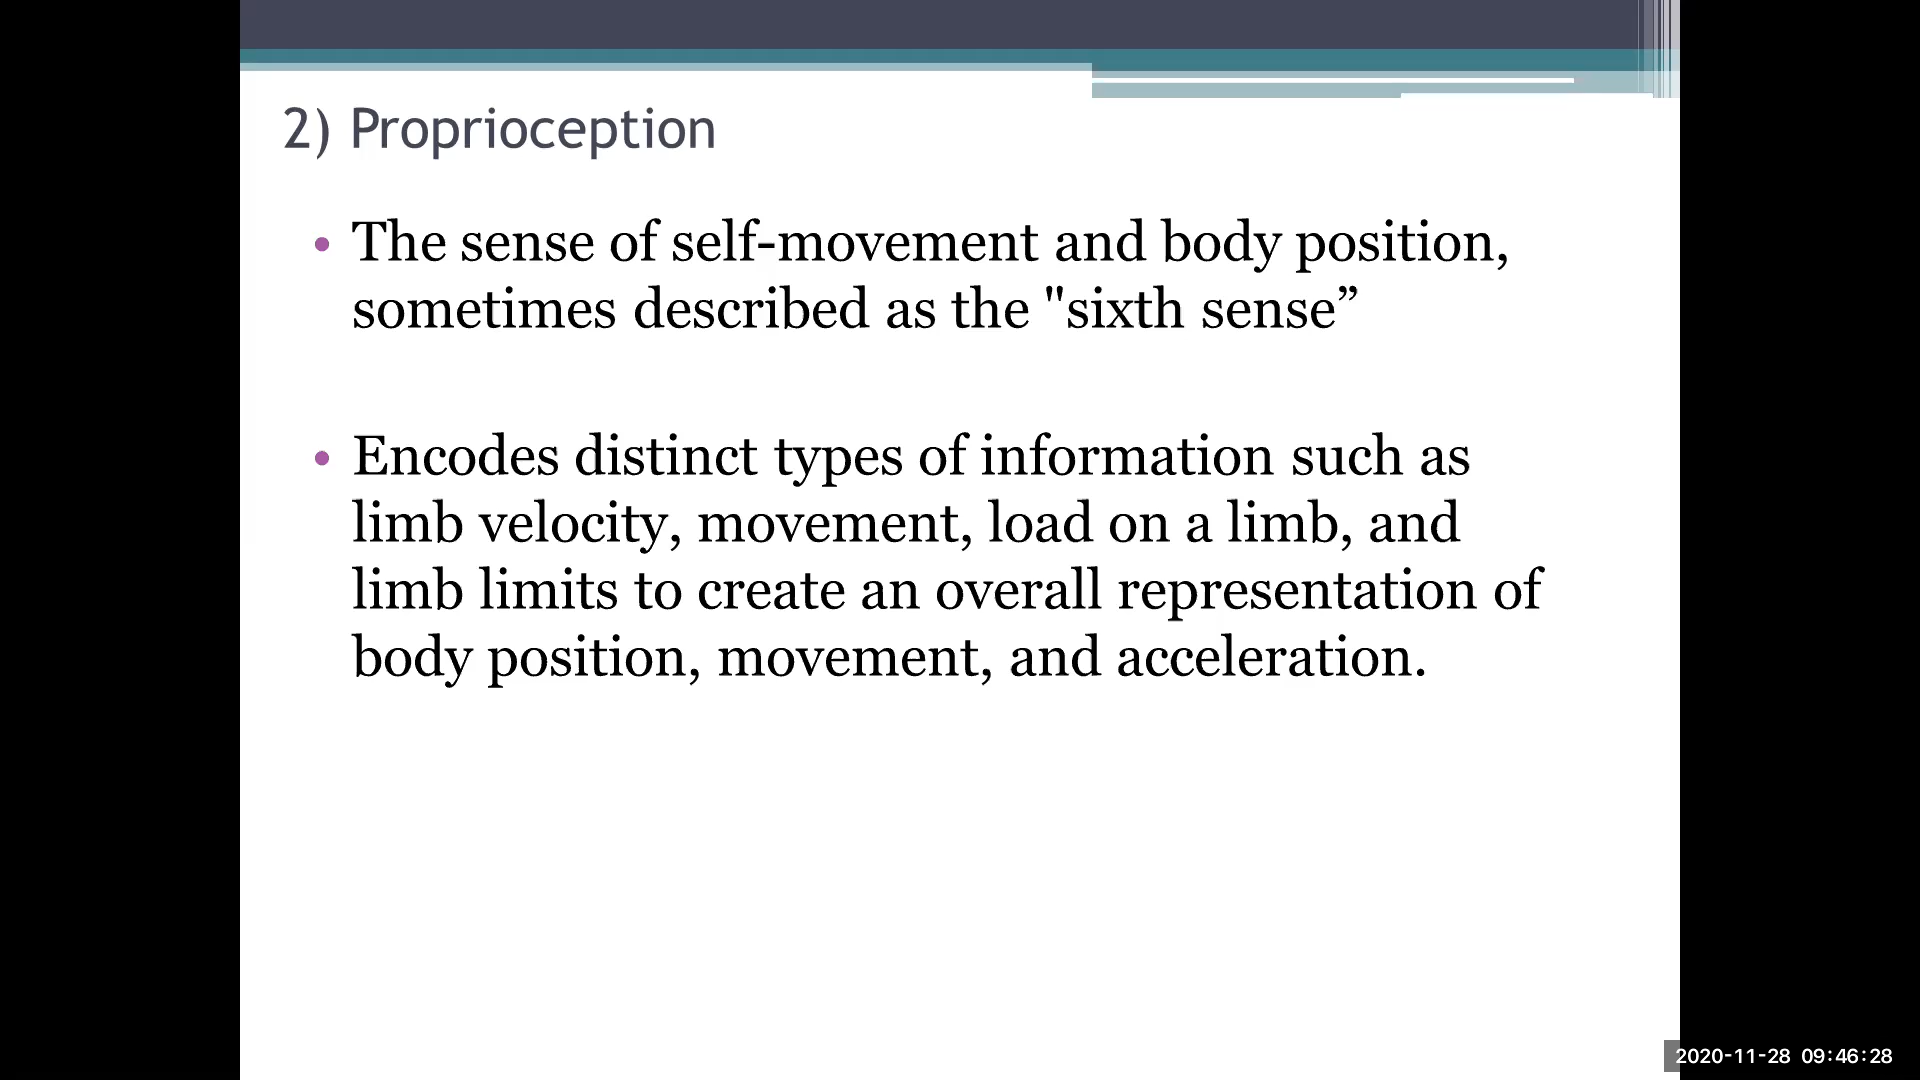 2) Proprioception
• The sense of self-movement and body position,
sometimes described as the "sixth sense”
• Encodes distinct types of information such as
limb velocity, movement, load on a limb, and
limb limits to create an overall representation of
body position, movement, and acceleration.
2020-11-28 09:46:28